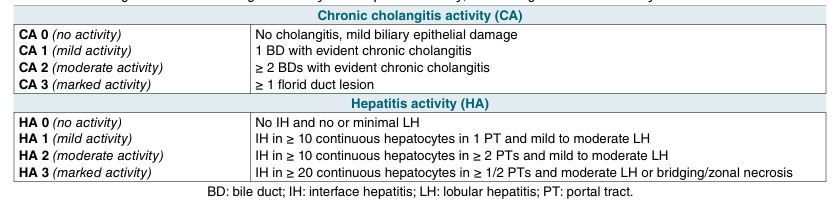 Chronic cholangitis activity (CA)
CA 0 (no activity) No cholangitis, mild biliary epithelial damage
CA 1 (mild activity) 1 BD with evident chronic cholangitis
CA 2 (moderate activity) ≥ 2 BDs with evident chronic cholangitis
CA 3 (marked activity) ≥ 1 florid duct lesion
Hepatitis activity (HA)
HA 0 (no activity) No IH and no or minimal LH
HA 1 (mild activity) IH in ≥ 10 continuous hepatocytes in 1 PT and mild to moderate LH
HA 2 (moderate activity) IH in ≥ 10 continuous hepatocytes in ≥ 2 PTs and mild to moderate LH
HA 3 (marked activity) IH in ≥ 20 continuous hepatocytes in ≥ 1/2 PTs and moderate LH or bridging/zonal necrosis
BD: bile duct; IH: interface hepatitis; LH: lobular hepatitis; PT: portal tract.